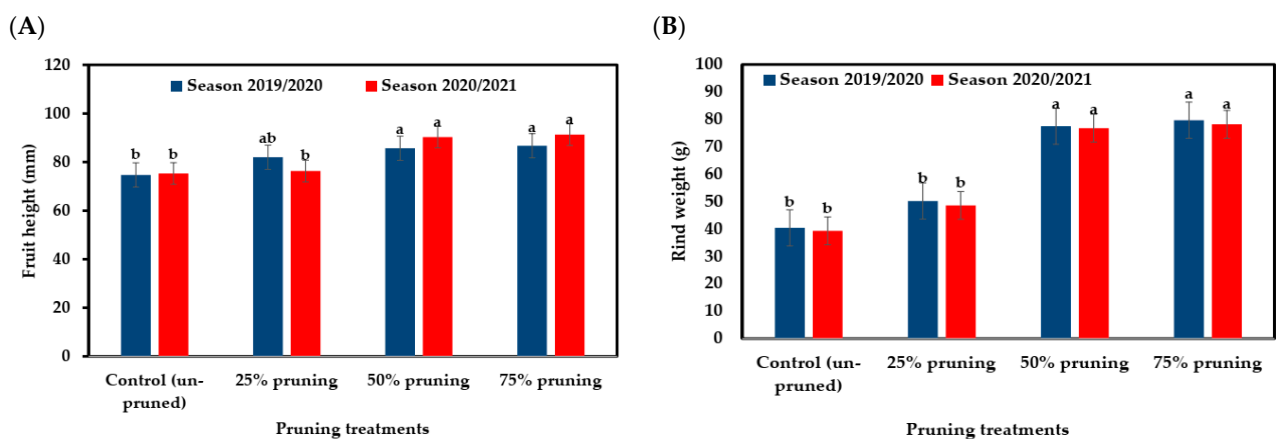 (A)
Fruit height (mm)
120
100
80
60
40
20
0
Season 2019/2020 Season 2020/2021
b b ab b a a a a
Control (un-
pruned) 25% pruning 50% pruning 75% pruning
Pruning treatments
(B)
Rind weight (g)
100
90
80
70
60
50
40
30
20
10
0
Season 2019/2020 Season 2020/2021
b b b b a a a a
Control (un-
pruned) 25% pruning 50% pruning 75% pruning
Pruning treatments